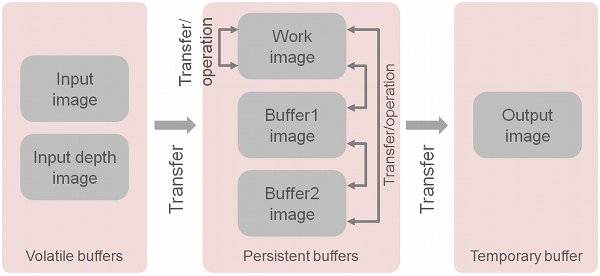 Input
image
Input depth
image
Volatile buffers
Transfer
Transfer/
operation
Work
image
Buffer1
image
Buffer2
image
Transfer/operation
Persistent buffers
Transfer
Output
image
Temporary buffer